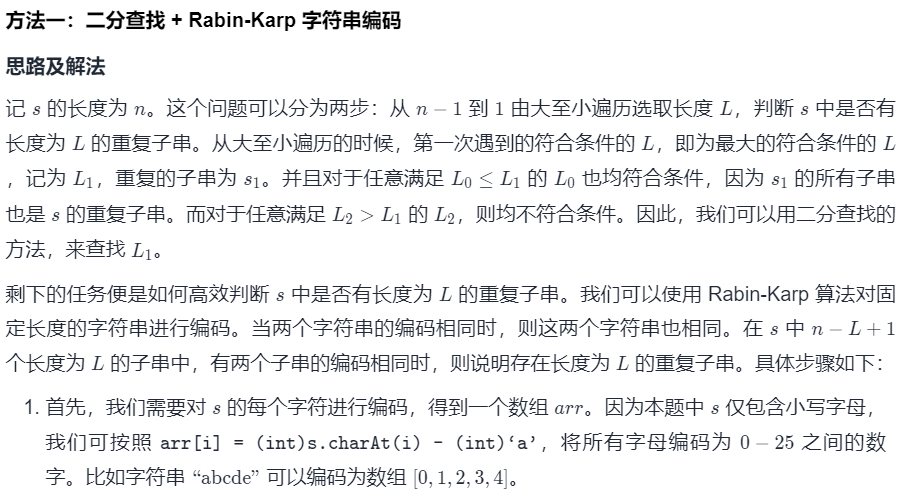 方法一：二分查找 + Rabin-Karp 字符串编码
思路及解法
记 s 的长度为 n。这个问题可以分为两步：从 n − 1 到 1 由大至小遍历选取长度 L，判断 s 中是否有
长度为 L 的重复子串。从大至小遍历的时候，第一次遇到的符合条件的 L，即为最大的符合条件的 L
，记为 L₁，重复的子串为 s₁。并且对于任意满足 L₀ ≤ L₁ 的 L₀ 也均符合条件，因为 s₁ 的所有子串
也是 s 的重复子串。而对于任意满足 L₂ > L₁ 的 L₂，则均不符合条件。因此，我们可以用二分查找的
方法，来查找 L₁。
剩下的任务便是如何高效判断 s 中是否有长度为 L 的重复子串。我们可以使用 Rabin-Karp 算法对固
定长度的字符串进行编码。当两个字符串的编码相同时，则这两个字符串也相同。在 s 中 n − L + 1
个长度为 L 的子串中，有两个子串的编码相同时，则说明存在长度为 L 的重复子串。具体步骤如下：
1. 首先，我们需要对 s 的每个字符进行编码，得到一个数组 arr。因为本题中 s 仅包含小写字母，
我们可按照 arr[i] = (int)s.charAt(i) - (int)‘a’，将所有字母编码为 0 − 25 之间的数
字。比如字符串 “abcde” 可以编码为数组 [0, 1, 2, 3, 4]。